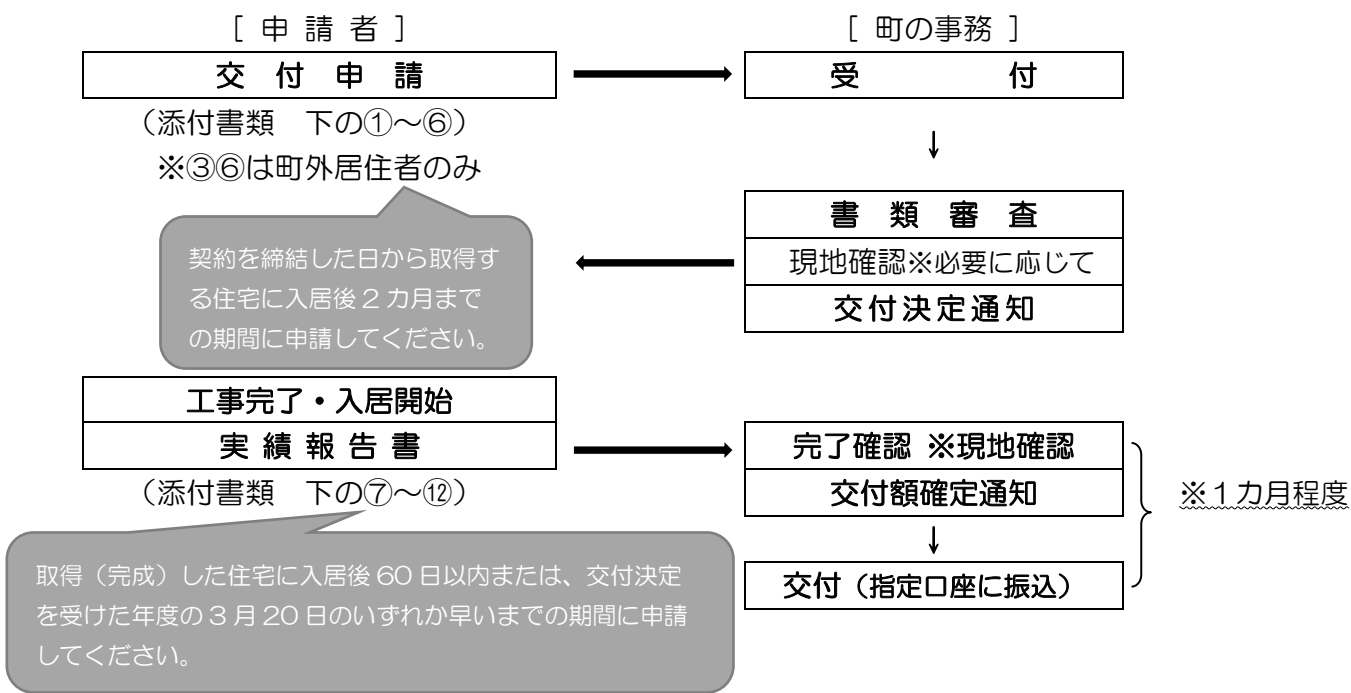 ［ 申 請 者 ］
［ 町の事務 ］
交 付 申 請
受 付
（添付書類　下の①～⑥）
※③⑥は町外居住者のみ
↓
契約を締結した日から取得す
る住宅に入居後２カ月まで
の期間に申請してください。
書 類 審 査
現地確認※必要に応じて
交付決定通知
工事完了・入居開始
実 績 報 告 書
（添付書類　下の⑦～⑫）
完了確認 ※現地確認
交付額確定通知
※１カ月程度
↓
交付（指定口座に振込）
取得（完成）した住宅に入居後 60 日以内または、交付決定
を受けた年度の３月 20 日のいずれか早いまでの期間に申請
してください。